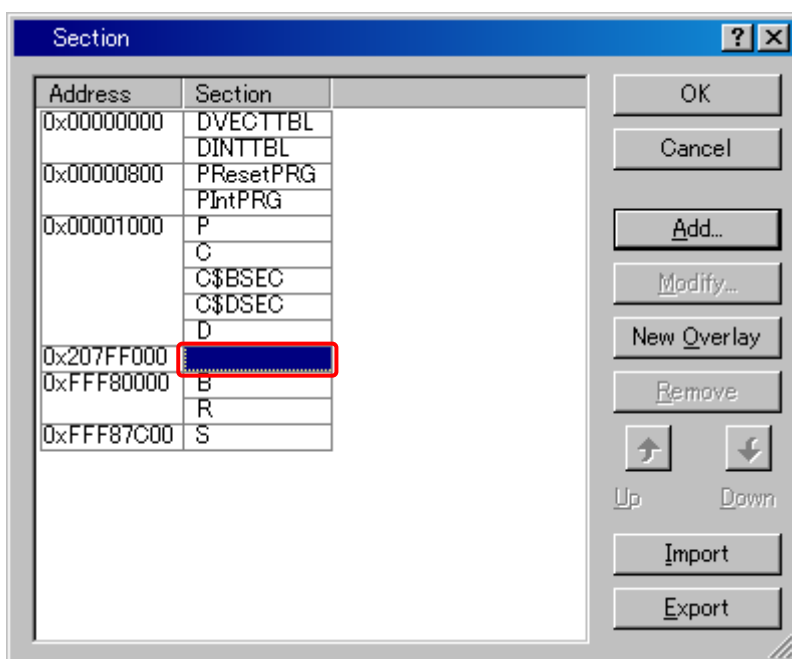 Section
? ×
Address Section
0x00000000 DVECTTBL
DINTTBL
0x00000800 PResetPRG
PIntPRG
0x00001000 P
C
C$BSEC
C$DSEC
D
0x207FF000
0xFFF80000 B
R
0xFFF87C00 S
OK
Cancel
Add...
Modify...
New Overlay
Remove
Up Down
Import
Export